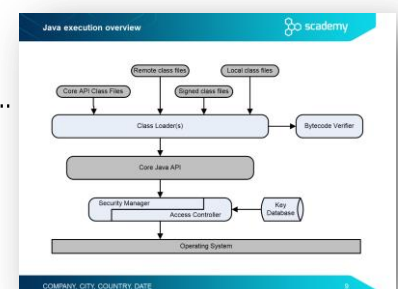 Java execution overview
scademy
Remote class files
Local class files
Core API Class Files
Signed class files
Class Loader(s)
Bytecode Verifier
Core Java API
Security Manager
Access Controller
Key
Database
Operating System
COMPANY, CITY, COUNTRY, DATE